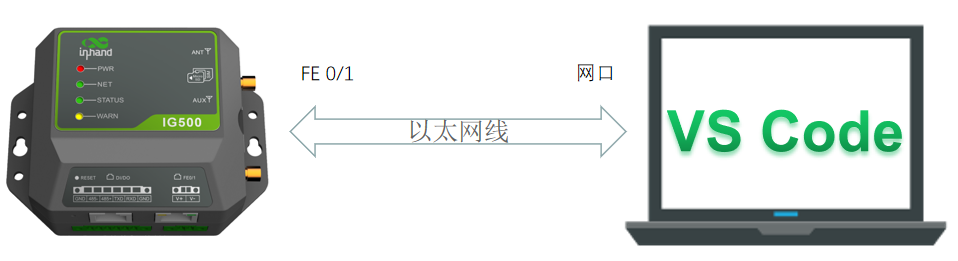 inhand
ANT
PWR
NET
STATUS
AUX
WARN
IG500
RESET
DI/DO
FE0/1
GND 485- 485+ TXD RXD GND
V+ V-
FE 0/1
网口
以太网线
VS Code